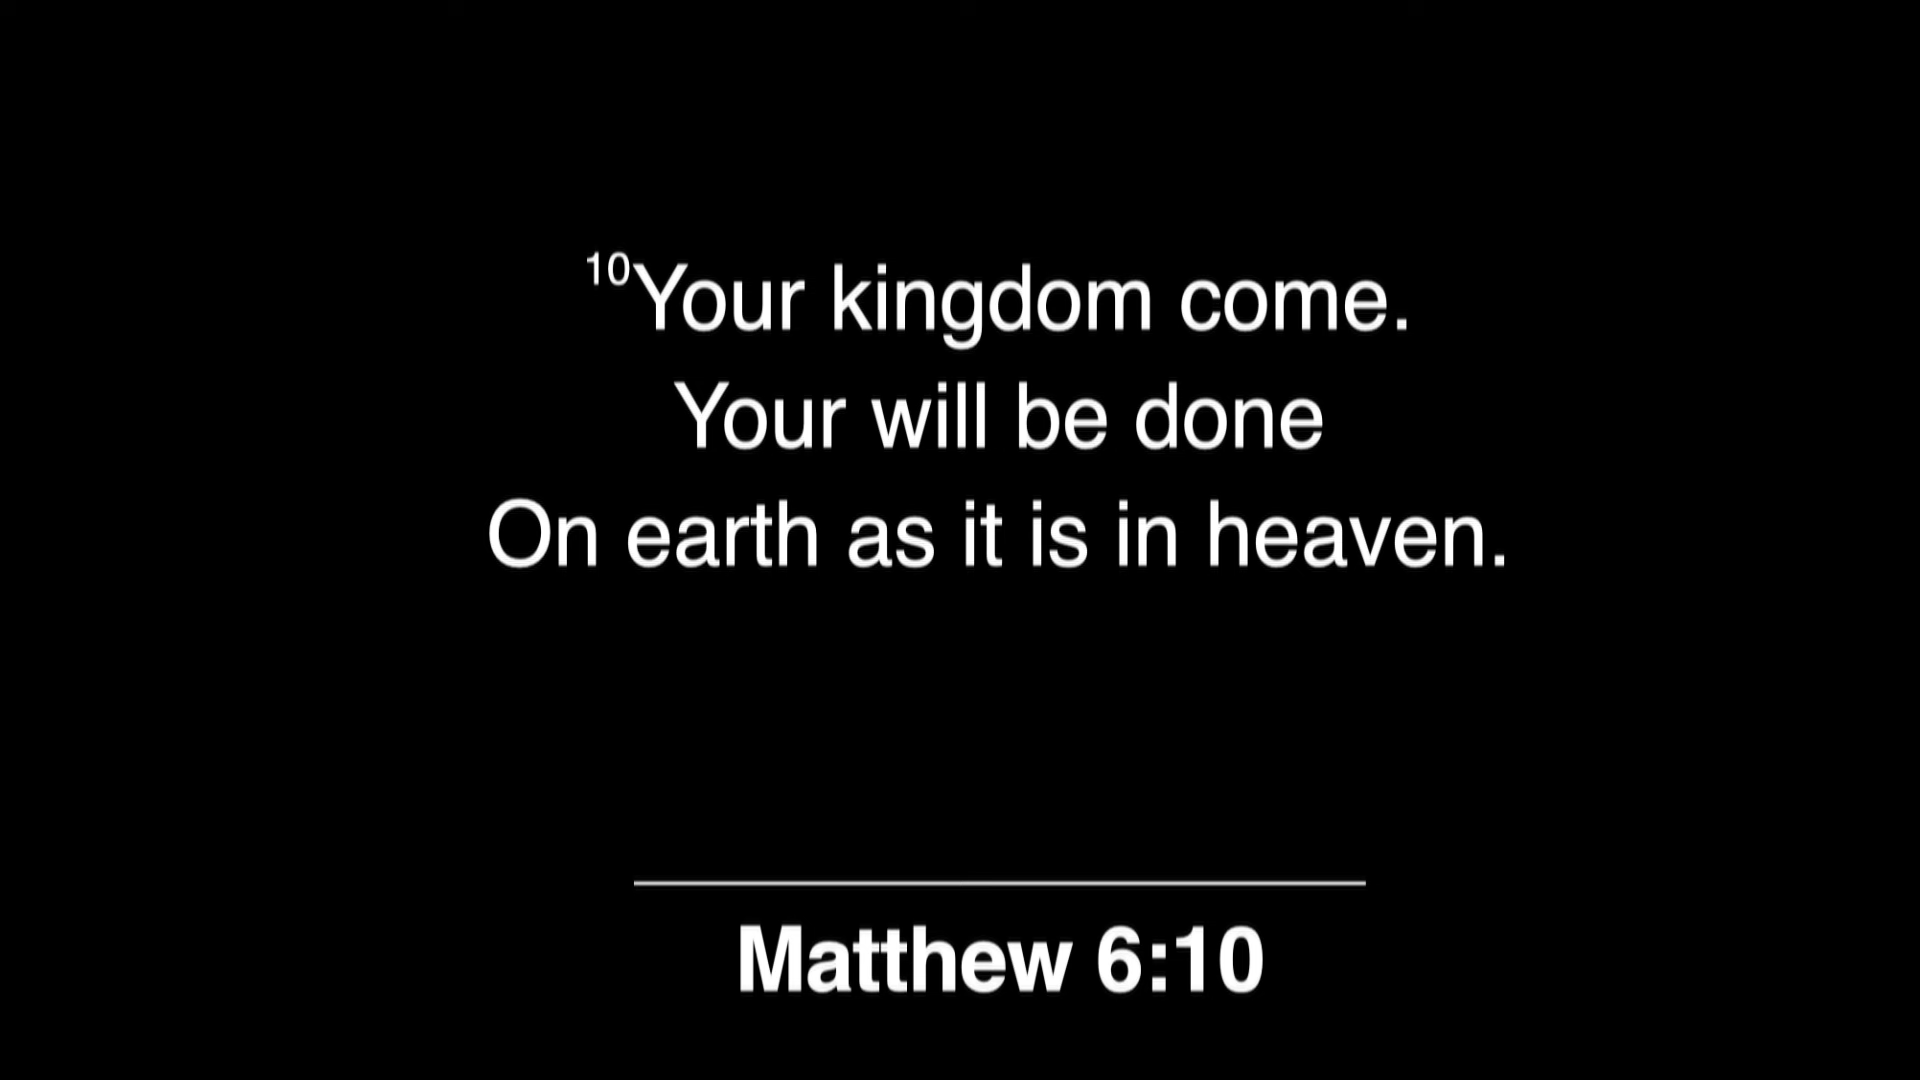 10Your kingdom come.
Your will be done
On earth as it is in heaven.
Matthew 6:10